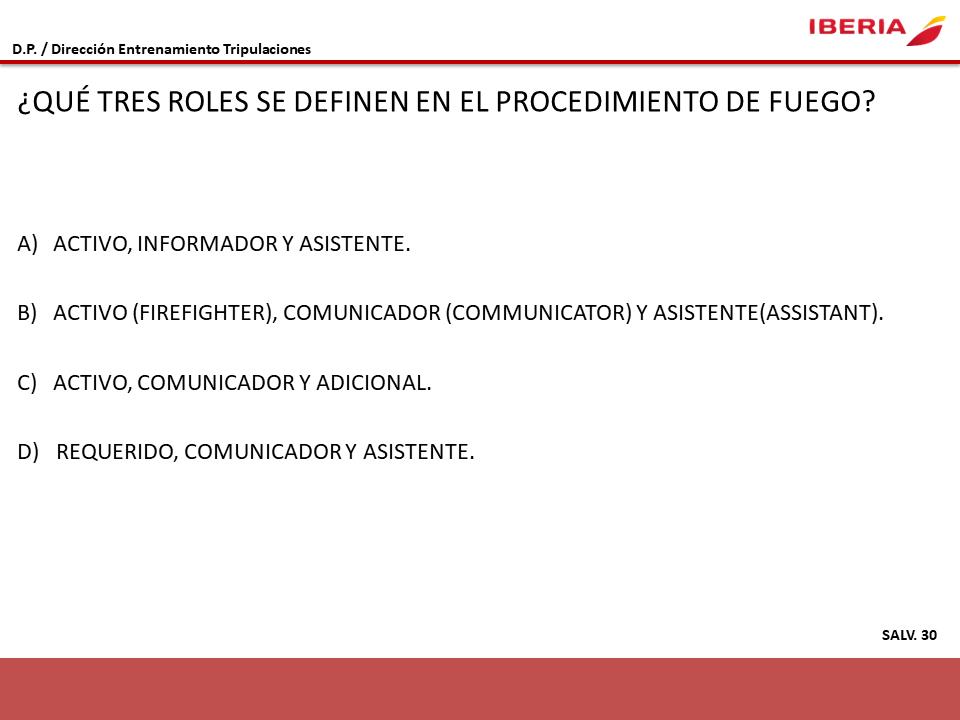 IBERIA
D.P. / Dirección Entrenamiento Tripulaciones
¿QUÉ TRES ROLES SE DEFINEN EN EL PROCEDIMIENTO DE FUEGO?
A) ACTIVO, INFORMADOR Y ASISTENTE.
B) ACTIVO (FIREFIGHTER), COMUNICADOR (COMMUNICATOR) Y ASISTENTE(ASSISTANT).
C) ACTIVO, COMUNICADOR Y ADICIONAL.
D) REQUERIDO, COMUNICADOR Y ASISTENTE.
SALV. 30